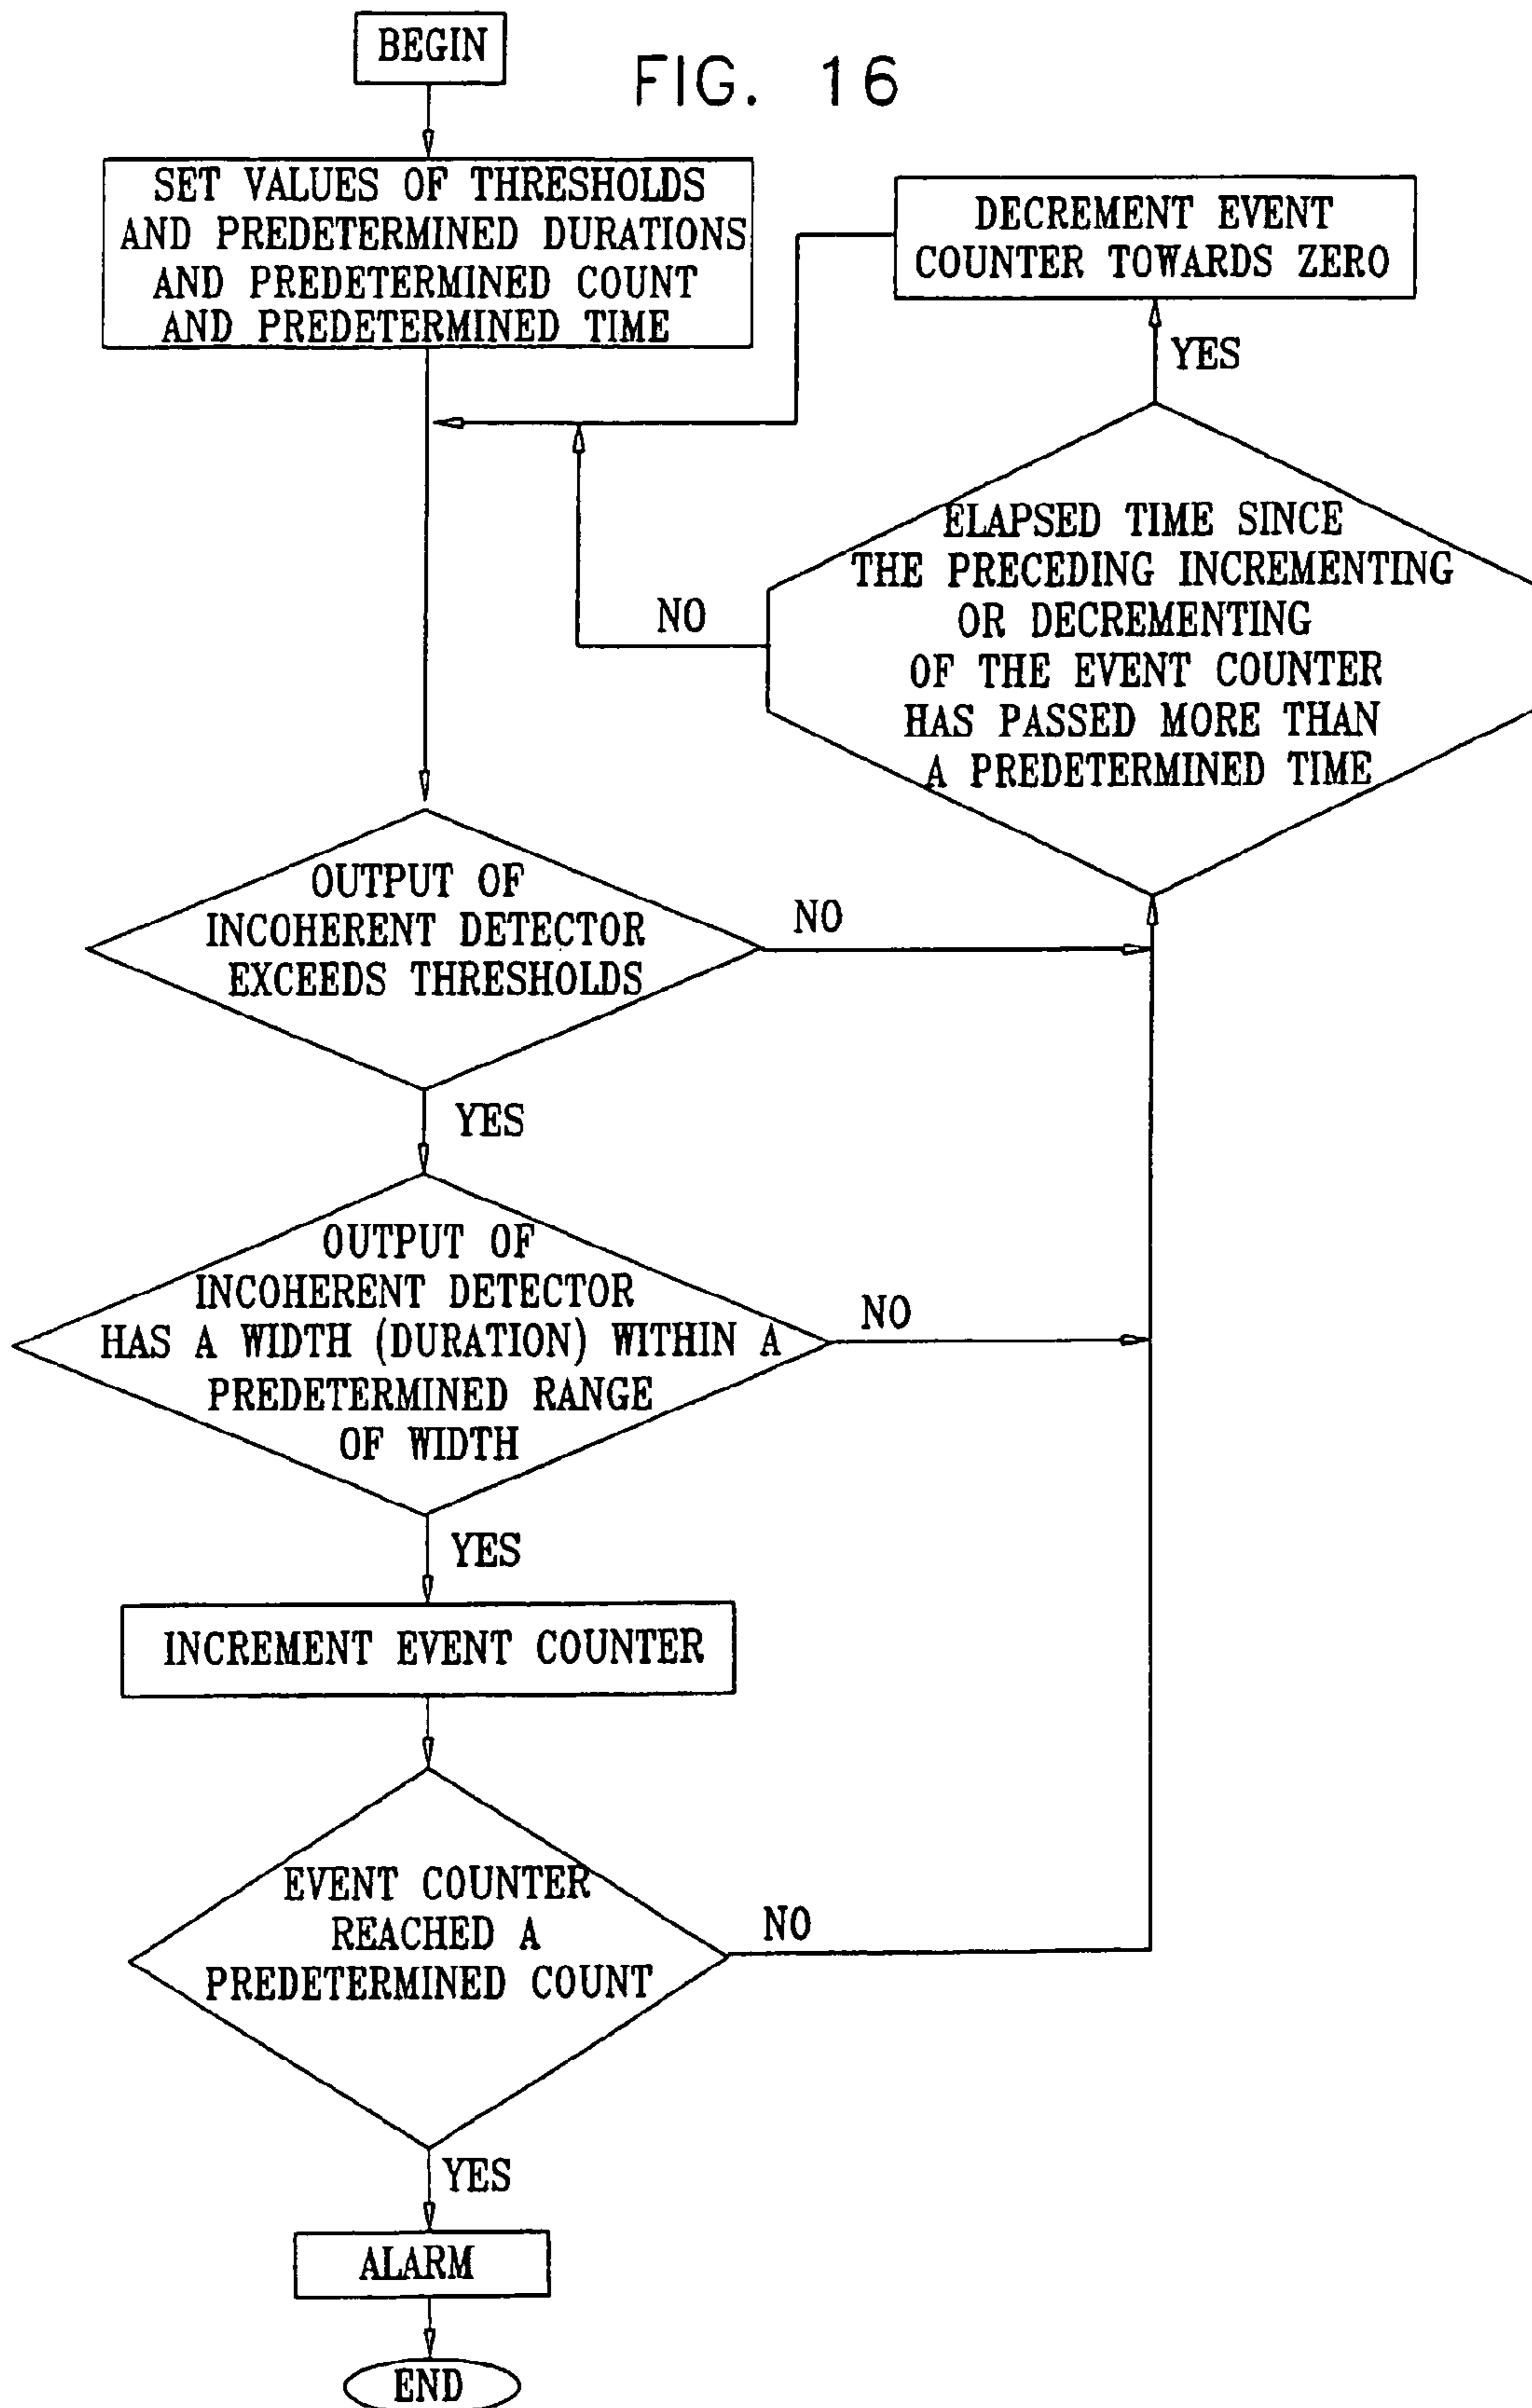 BEGIN
FIG. 16
SET VALUES OF THRESHOLDS
AND PREDETERMINED DURATIONS
AND PREDETERMINED COUNT
AND PREDETERMINED TIME
DECREMENT EVENT
COUNTER TOWARDS ZERO
YES
ELAPSED TIME SINCE
THE PRECEDING INCREMENTING
OR DECREMENTING
OF THE EVENT COUNTER
HAS PASSED MORE THAN
A PREDETERMINED TIME
NO
OUTPUT OF
INCOHERENT DETECTOR
EXCEEDS THRESHOLDS
NO
YES
OUTPUT OF
INCOHERENT DETECTOR
HAS A WIDTH (DURATION) WITHIN A
PREDETERMINED RANGE
OF WIDTH
NO
YES
INCREMENT EVENT COUNTER
EVENT COUNTER
REACHED A
PREDETERMINED COUNT
NO
YES
ALARM
END